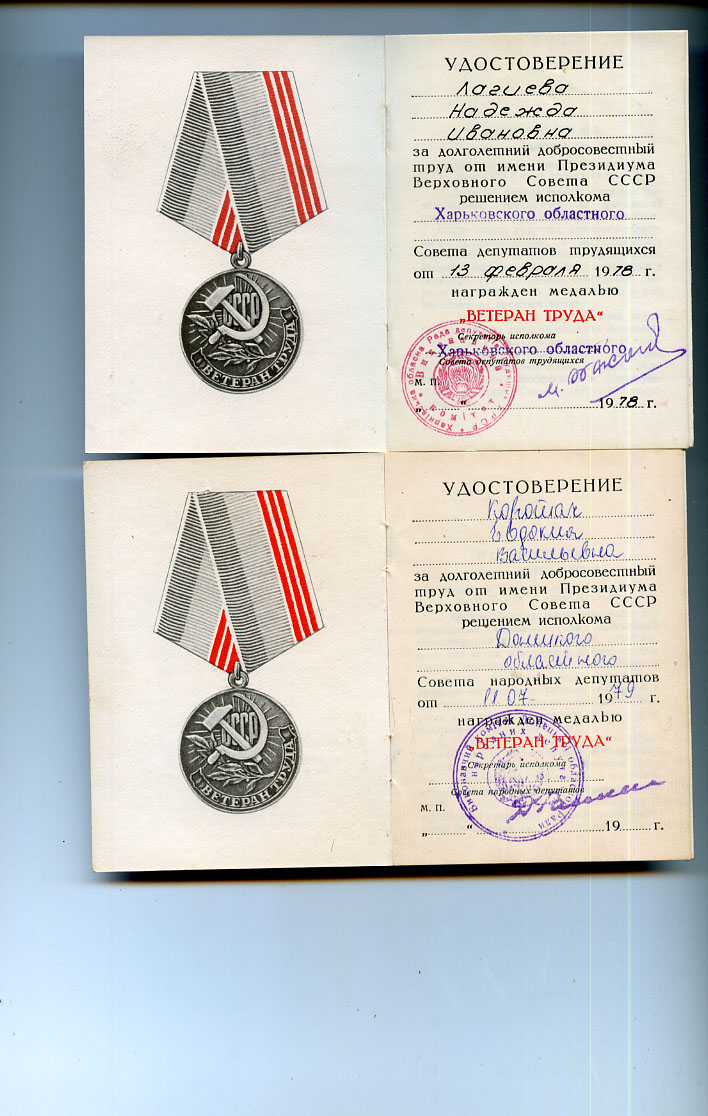 СССР
ВЕТЕРАН ТРУДА
УДОСТОВЕРЕНИЕ
Лагиева
Надежда
Ивановна
за долголетний добросовестный
труд от имени Президиума
Верховного Совета СССР
решением исполкома
Харьковского областного
Совета депутатов трудящихся
от 13 февраля 1978 г.
награжден медалью
„ВЕТЕРАН ТРУДА“
Секретарь исполкома
Харьковского областного
Совета депутатов трудящихся
М. П.
„ “ 1978 г.
СССР
ВЕТЕРАН ТРУДА
УДОСТОВЕРЕНИЕ
Евдокия
Васильевна
за долголетний добросовестный
труд от имени Президиума
Верховного Совета СССР
решением исполкома
Донецкого
областного
Совета народных депутатов
от 11.07. 1979 г.
награжден медалью
„ВЕТЕРАН ТРУДА“
Секретарь исполкома
Совета народных депутатов
М. П.
„ “ 19 г.